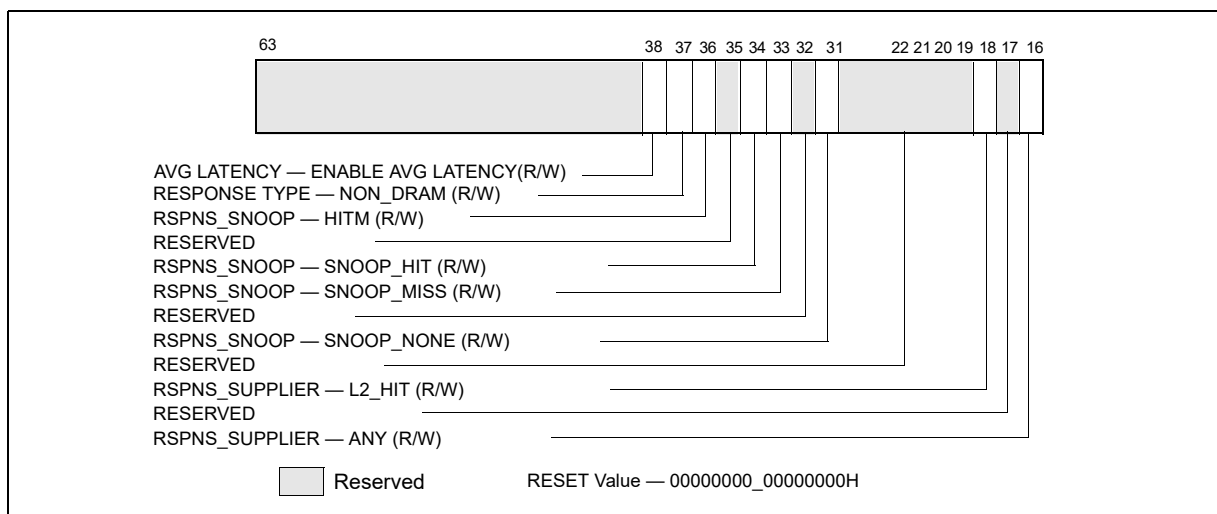 63 38 37 36 35 34 33 32 31 22 21 20 19 18 17 16
AVG LATENCY — ENABLE AVG LATENCY(R/W)
RESPONSE TYPE — NON_DRAM (R/W)
RSPNS_SNOOP — HITM (R/W)
RESERVED
RSPNS_SNOOP — SNOOP_HIT (R/W)
RSPNS_SNOOP — SNOOP_MISS (R/W)
RESERVED
RSPNS_SNOOP — SNOOP_NONE (R/W)
RESERVED
RSPNS_SUPPLIER — L2_HIT (R/W)
RESERVED
RSPNS_SUPPLIER — ANY (R/W)
Reserved RESET Value — 00000000_00000000H